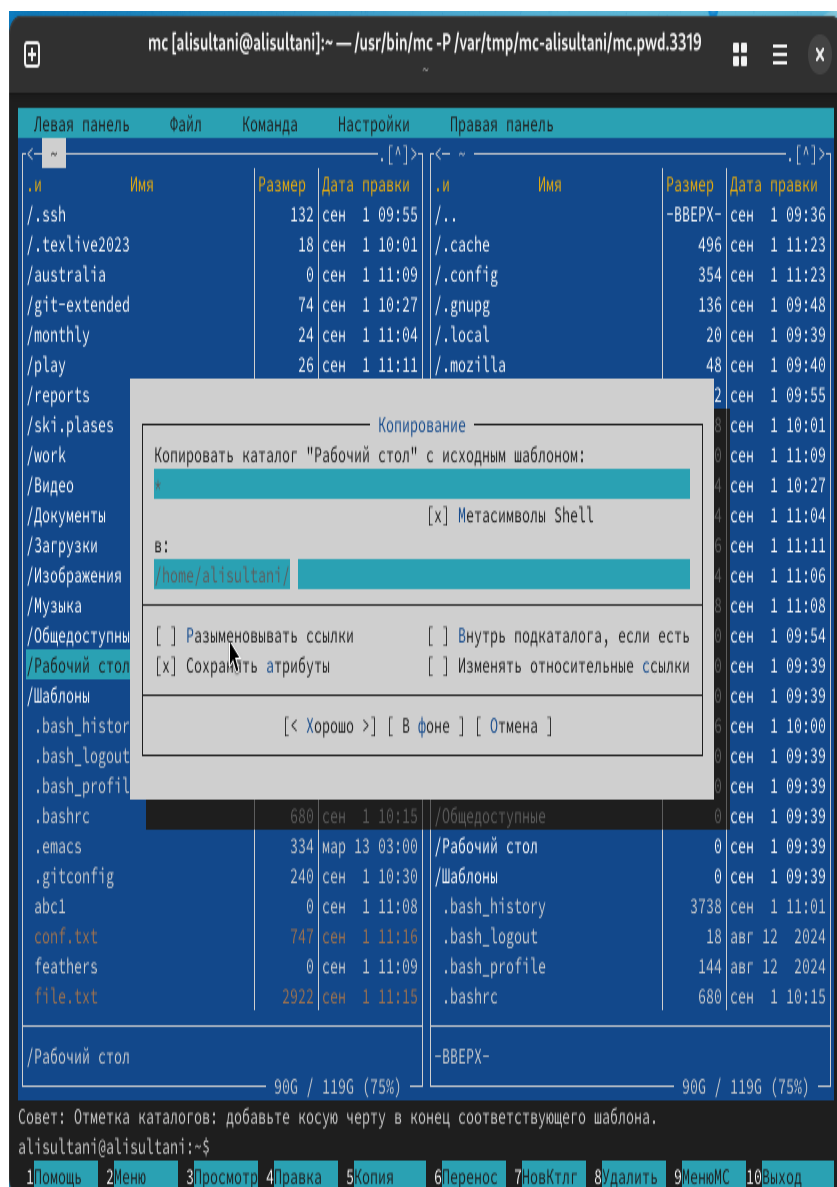 mc [alisultani@alisultani]:~ — /usr/bin/mc -P /var/tmp/mc-alisultani/mc.pwd.3319
~
Левая панель Файл Команда Настройки Правая панель
<- ~ .[^]> <- ~ .[^]>
.и Имя Размер Дата правки .и Имя Размер Дата правки
/.ssh 132 сен 1 09:55 /.. -ВВЕРХ- сен 1 09:36
/.texlive2023 18 сен 1 10:01 /.cache 496 сен 1 11:23
/australia 0 сен 1 11:09 /.config 354 сен 1 11:23
/git-extended 74 сен 1 10:27 /.gnupg 136 сен 1 09:48
/monthly 24 сен 1 11:04 /.local 20 сен 1 09:39
/play 26 сен 1 11:11 /.mozilla 48 сен 1 09:40
/reports 2 сен 1 09:55
/ski.plases Копирование 8 сен 1 10:01
/work Копировать каталог "Рабочий стол" с исходным шаблоном: 0 сен 1 11:09
/Видео * 4 сен 1 10:27
/Документы [x] Метасимволы Shell 4 сен 1 11:04
/Загрузки в: 6 сен 1 11:11
/Изображения /home/alisultani/ 4 сен 1 11:06
/Музыка 8 сен 1 11:08
/Общедоступны [ ] Разыменовывать ссылки [ ] Внутрь подкаталога, если есть 0 сен 1 09:54
/Рабочий стол [x] Сохранять атрибуты [ ] Изменять относительные ссылки 0 сен 1 09:39
/Шаблоны 0 сен 1 09:39
.bash_histor [< Хорошо >] [ В фоне ] [ Отмена ] 6 сен 1 10:00
.bash_logout 0 сен 1 09:39
.bash_profil 0 сен 1 09:39
.bashrc 680 сен 1 10:15 /Общедоступные 0 сен 1 09:39
.emacs 334 мар 13 03:00 /Рабочий стол 0 сен 1 09:39
.gitconfig 240 сен 1 10:30 /Шаблоны 0 сен 1 09:39
abc1 0 сен 1 11:08 .bash_history 3738 сен 1 11:01
conf.txt 747 сен 1 11:16 .bash_logout 18 авг 12 2024
feathers 0 сен 1 11:09 .bash_profile 144 авг 12 2024
file.txt 2922 сен 1 11:15 .bashrc 680 сен 1 10:15
/Рабочий стол -ВВЕРХ-
90G / 119G (75%) 90G / 119G (75%)
Совет: Отметка каталогов: добавьте косую черту в конец соответствующего шаблона.
alisultani@alisultani:~$
1Помощь 2Меню 3Просмотр 4Правка 5Копия 6Перенос 7НовКтлг 8Удалить 9МенюMC 10Выход